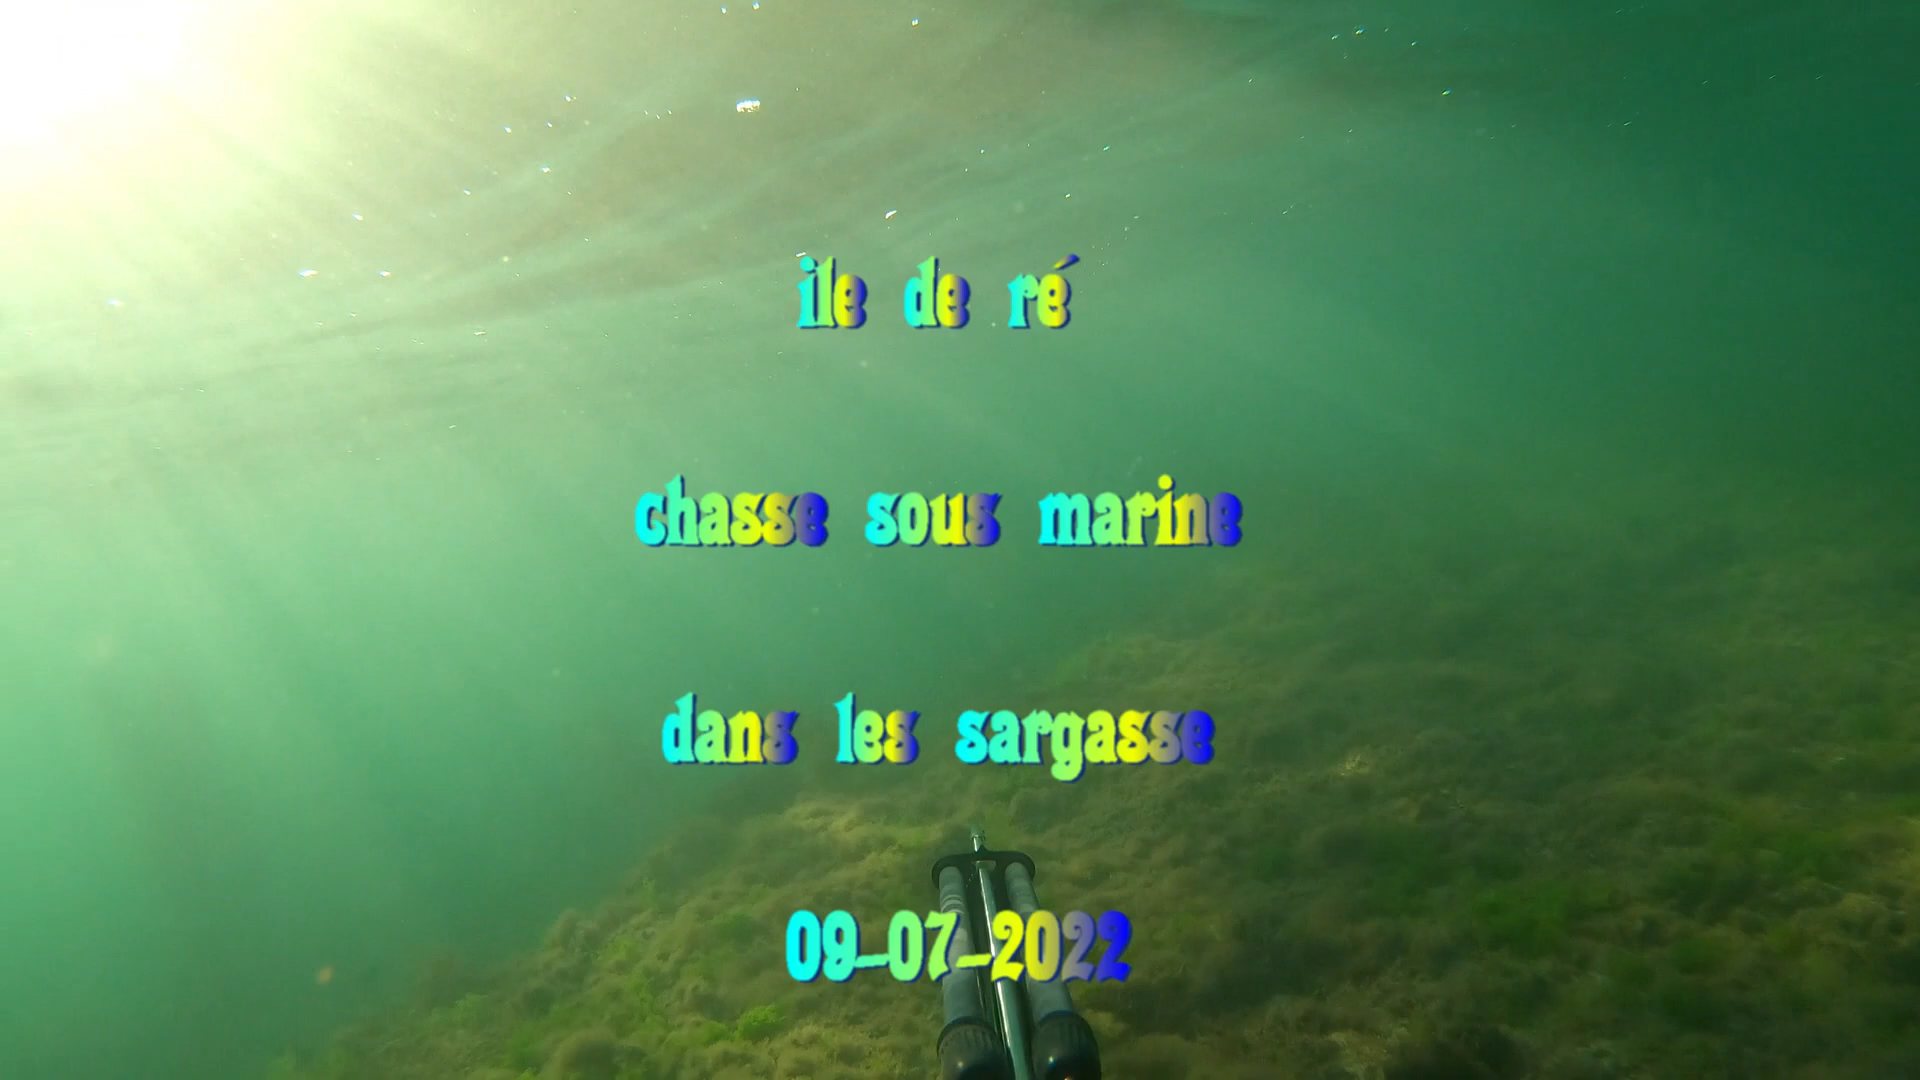 ile de ré
chasse sous marine
dans les sargasse
09-07-2022